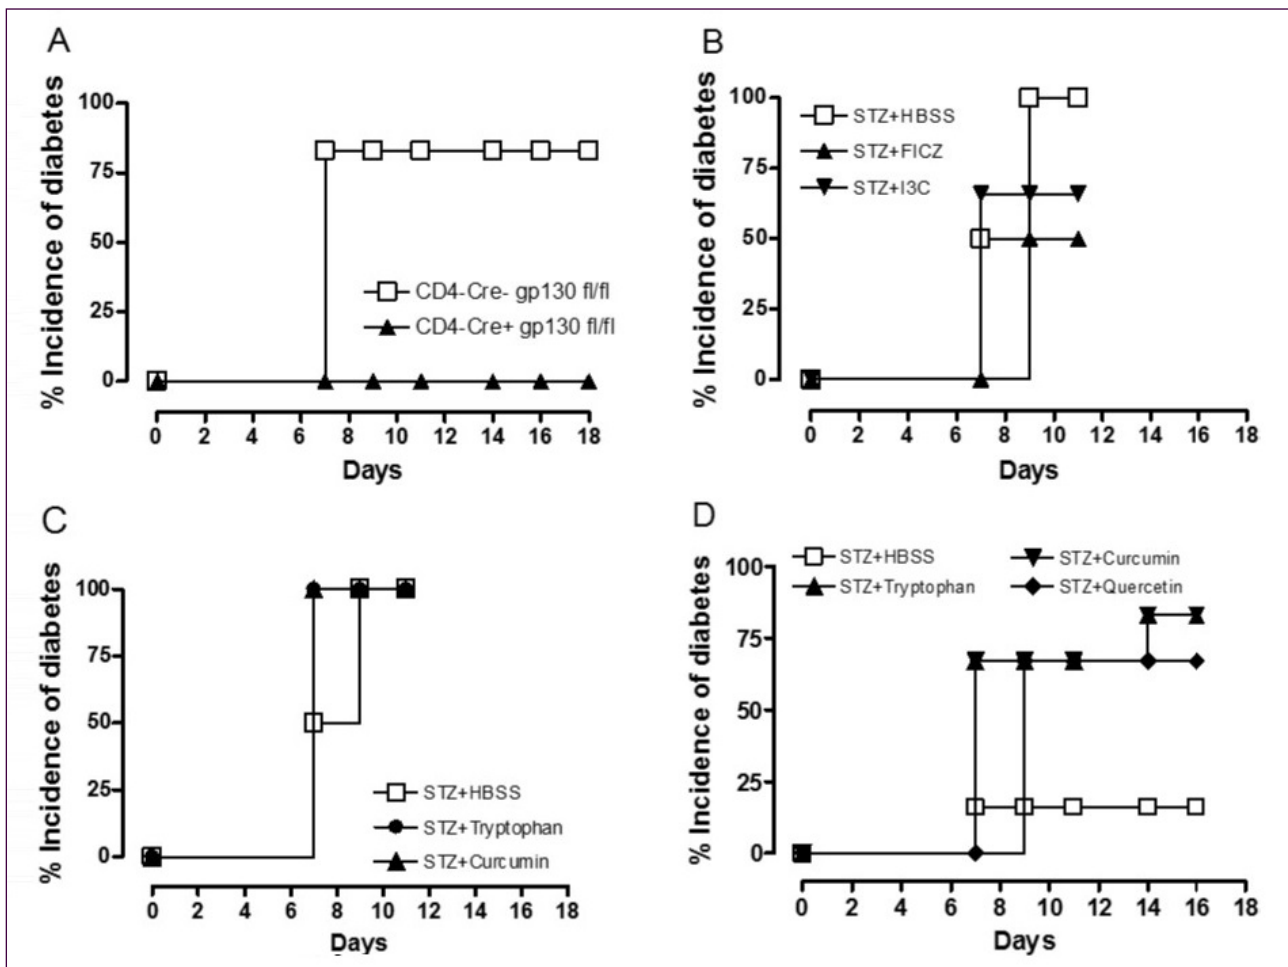 A
% Incidence of diabetes
100
75
50
25
0
CD4-Cre- gp130 fl/fl
CD4-Cre+ gp130 fl/fl
0 2 4 6 8 10 12 14 16 18
Days
B
% Incidence of diabetes
100
75
50
25
0
STZ+HBSS
STZ+FICZ
STZ+I3C
0 2 4 6 8 10 12 14 16 18
Days
C
% Incidence of diabetes
100
75
50
25
0
STZ+HBSS
STZ+Tryptophan
STZ+Curcumin
0 2 4 6 8 10 12 14 16 18
Days
D
% Incidence of diabetes
STZ+HBSS STZ+Curcumin
STZ+Tryptophan STZ+Quercetin
100
75
50
25
0
0 2 4 6 8 10 12 14 16 18
Days